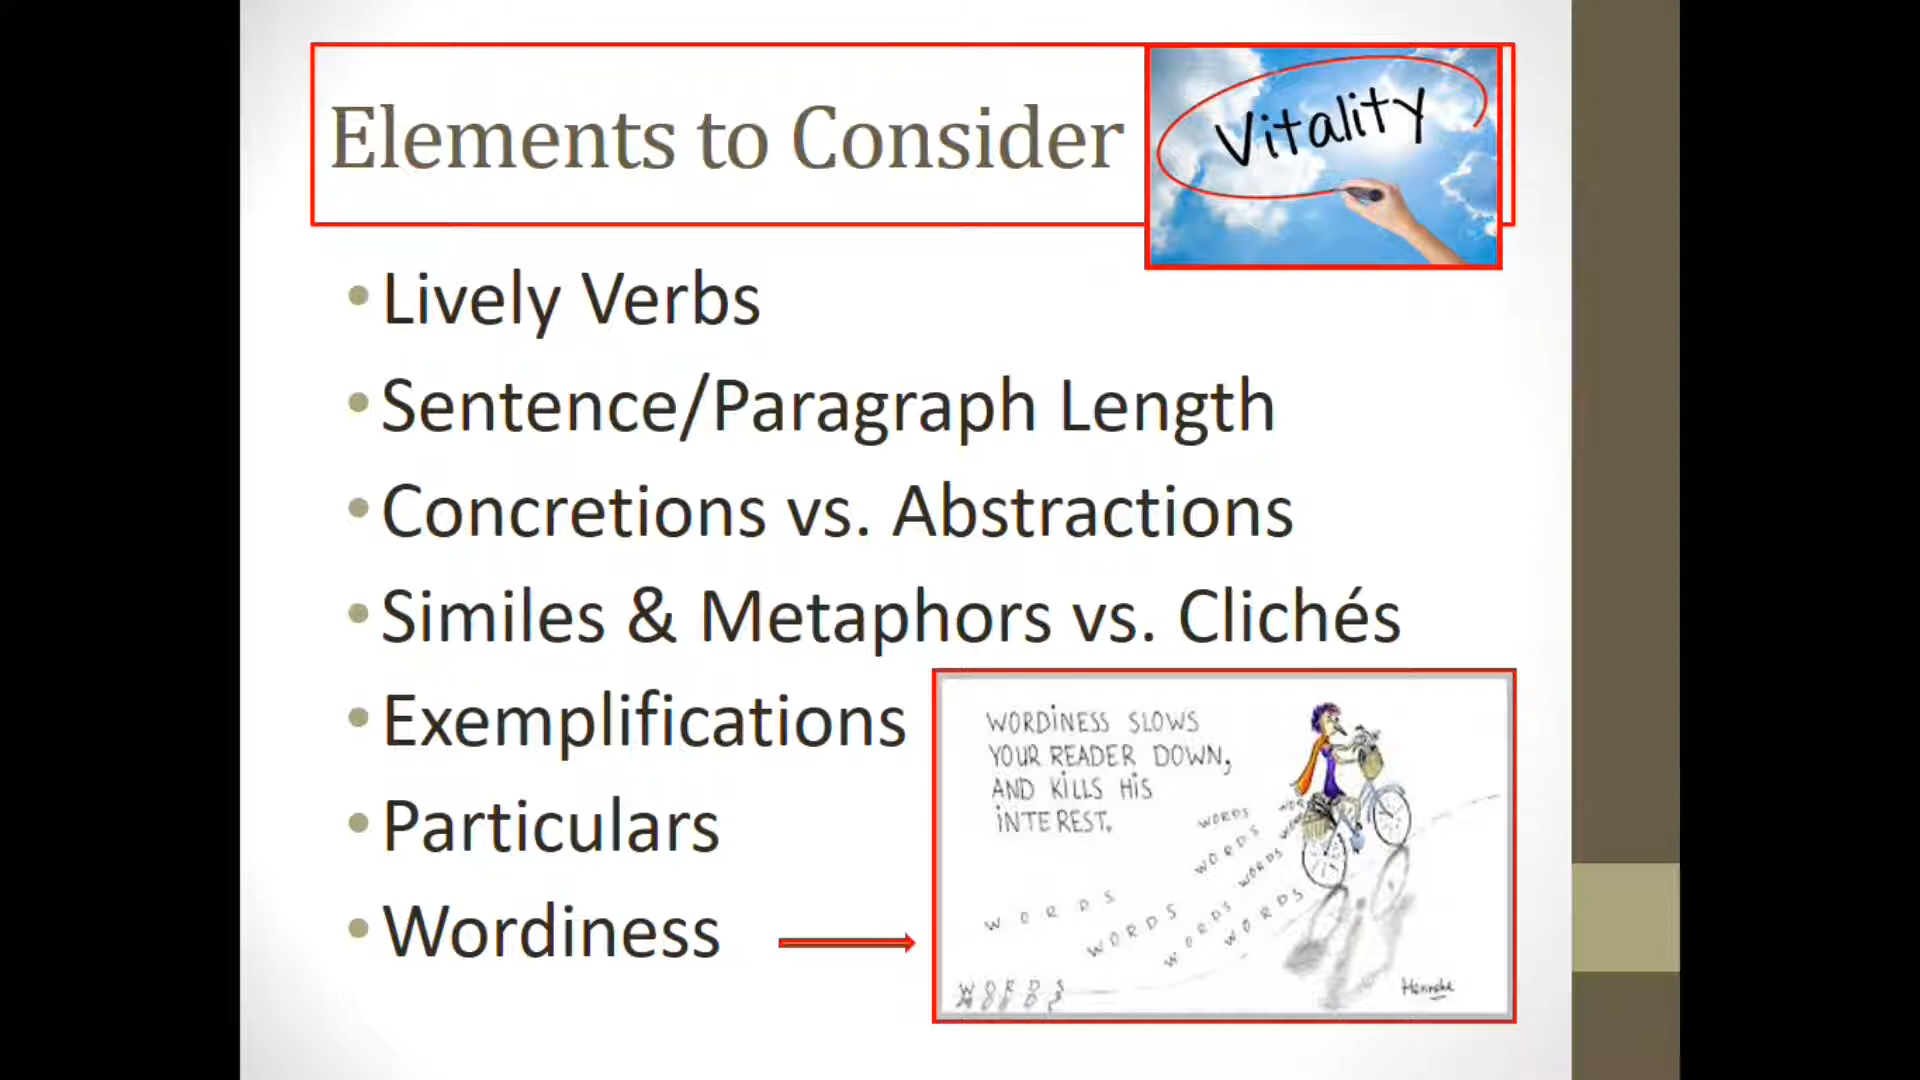 Elements to Consider
Vitality
•Lively Verbs
•Sentence/Paragraph Length
•Concretions vs. Abstractions
•Similes & Metaphors vs. Clichés
•Exemplifications
•Particulars
•Wordiness
WORDINESS SLOWS
YOUR READER DOWN,
AND KILLS HIS
INTEREST.
WORDS
WORDS
WORDS
WORDS
WORDS
WORDS
WORDS
WORDS